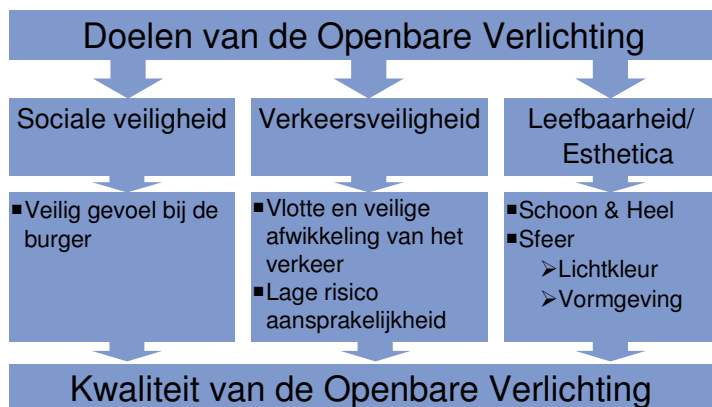 Doelen van de Openbare Verlichting
Sociale veiligheid
Verkeersveiligheid
Leefbaarheid/
Esthetica
▪Veilig gevoel bij de
burger
▪Vlotte en veilige
afwikkeling van het
verkeer
▪Lage risico
aansprakelijkheid
▪Schoon & Heel
▪Sfeer
➢Lichtkleur
➢Vormgeving
Kwaliteit van de Openbare Verlichting